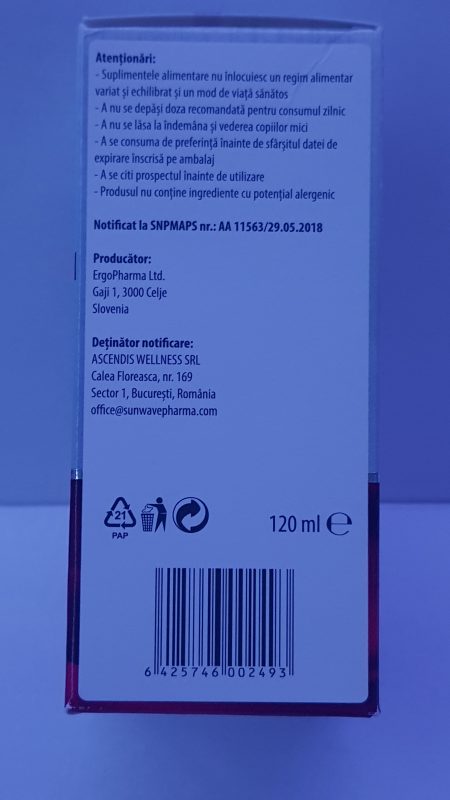 Atenționări:
- Suplimentele alimentare nu înlocuiesc un regim alimentar
variat și echilibrat și un mod de viață sănătos
- A nu se depăși doza recomandată pentru consumul zilnic
- A nu se lăsa la îndemâna și vederea copiilor mici
- A se consuma de preferință înainte de sfârșitul datei de
expirare înscrisă pe ambalaj
- A se citi prospectul înainte de utilizare
- Produsul nu conține ingrediente cu potențial alergenic
Notificat la SNPMAPS nr.: AA 11563/29.05.2018
Producător:
ErgoPharma Ltd.
Gaji 1, 3000 Celje
Slovenia
Deținător notificare:
ASCENDIS WELLNESS SRL
Calea Floreasca, nr. 169
Sector 1, București, România
office@sunwavepharma.com
21
PAP
120 ml ℮
6 425746 002493